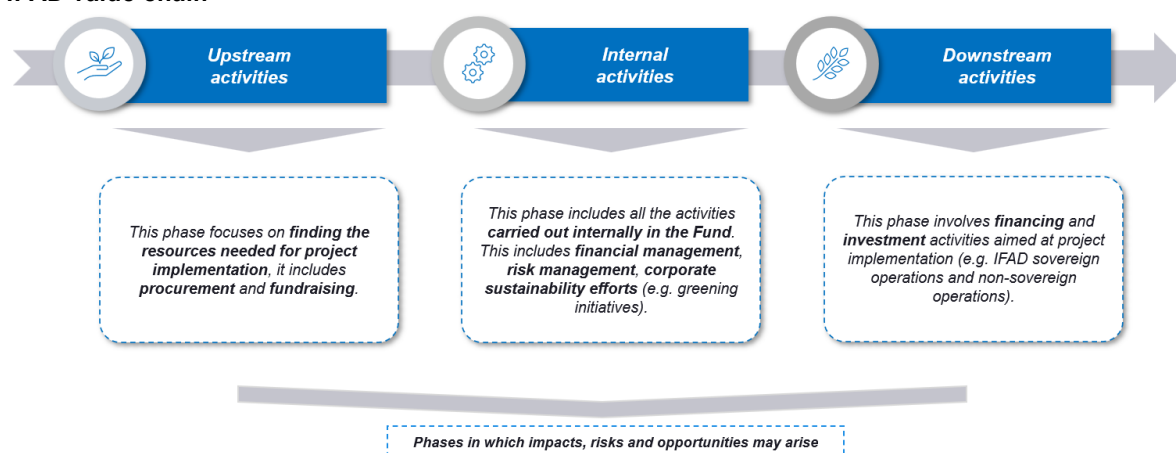 IFAD value chain
Upstream
activities
Internal
activities
Downstream
activities
This phase focuses on finding the
resources needed for project
implementation, it includes
procurement and fundraising.
This phase includes all the activities
carried out internally in the Fund.
This includes financial management,
risk management, corporate
sustainability efforts (e.g. greening
initiatives).
This phase involves financing and
investment activities aimed at project
implementation (e.g. IFAD sovereign
operations and non-sovereign
operations).
Phases in which impacts, risks and opportunities may arise